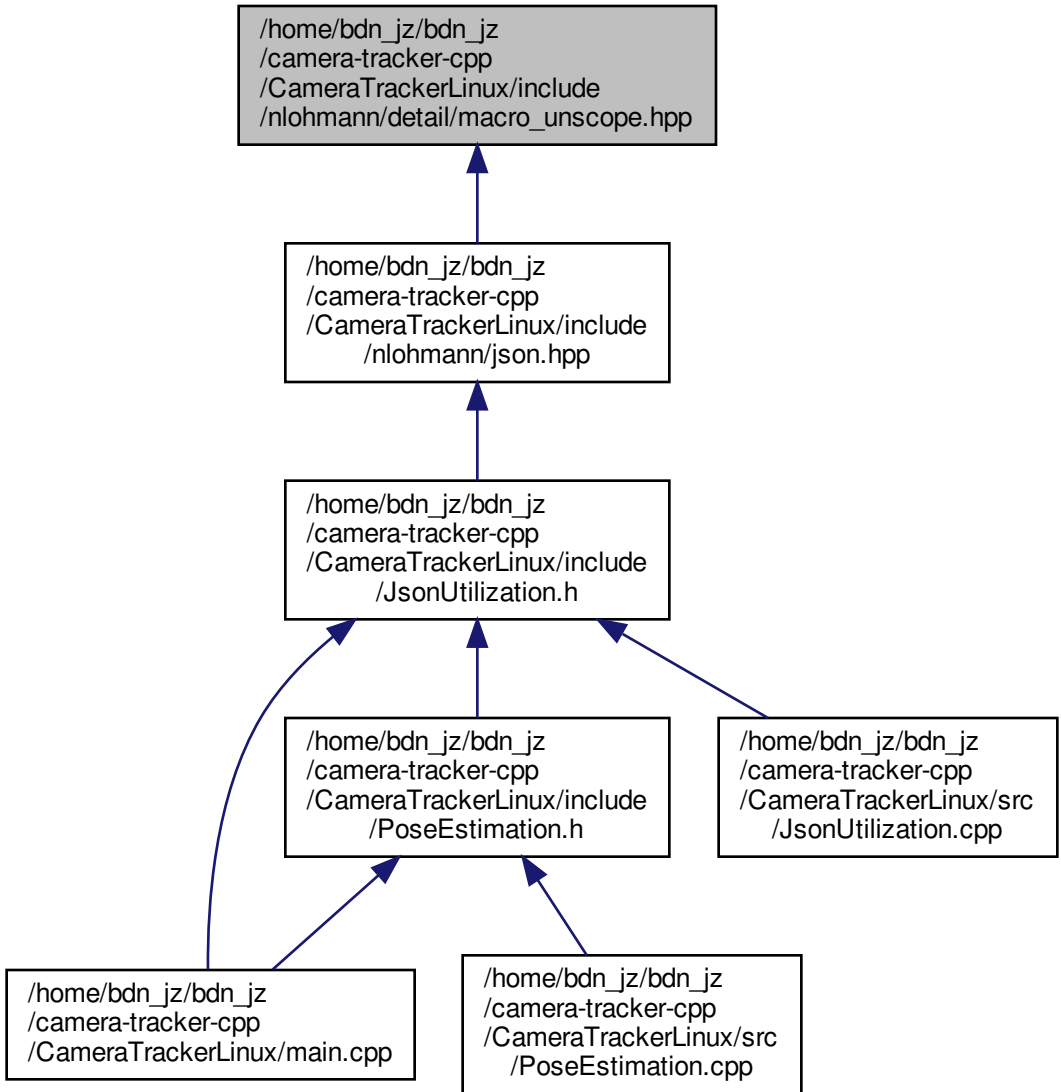 /home/bdn_jz/bdn_jz
/camera-tracker-cpp
/CameraTrackerLinux/include
/nlohmann/detail/macro_unscope.hpp
/home/bdn_jz/bdn_jz
/camera-tracker-cpp
/CameraTrackerLinux/include
/nlohmann/json.hpp
/home/bdn_jz/bdn_jz
/camera-tracker-cpp
/CameraTrackerLinux/include
/JsonUtilization.h
/home/bdn_jz/bdn_jz
/camera-tracker-cpp
/CameraTrackerLinux/include
/PoseEstimation.h
/home/bdn_jz/bdn_jz
/camera-tracker-cpp
/CameraTrackerLinux/src
/JsonUtilization.cpp
/home/bdn_jz/bdn_jz
/camera-tracker-cpp
/CameraTrackerLinux/main.cpp
/home/bdn_jz/bdn_jz
/camera-tracker-cpp
/CameraTrackerLinux/src
/PoseEstimation.cpp